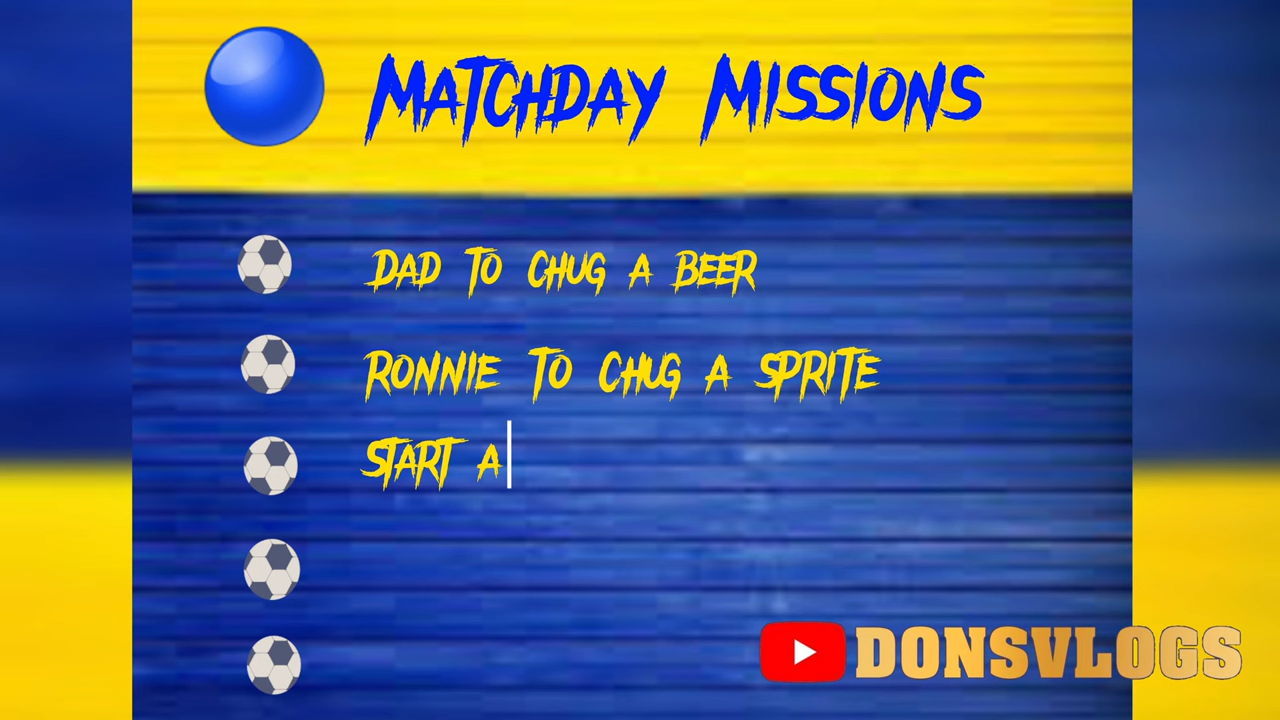 MATCHDAY MISSIONS
DAD TO CHUG A BEER
RONNIE TO CHUG A SPRITE
START A
DONSVLOGS